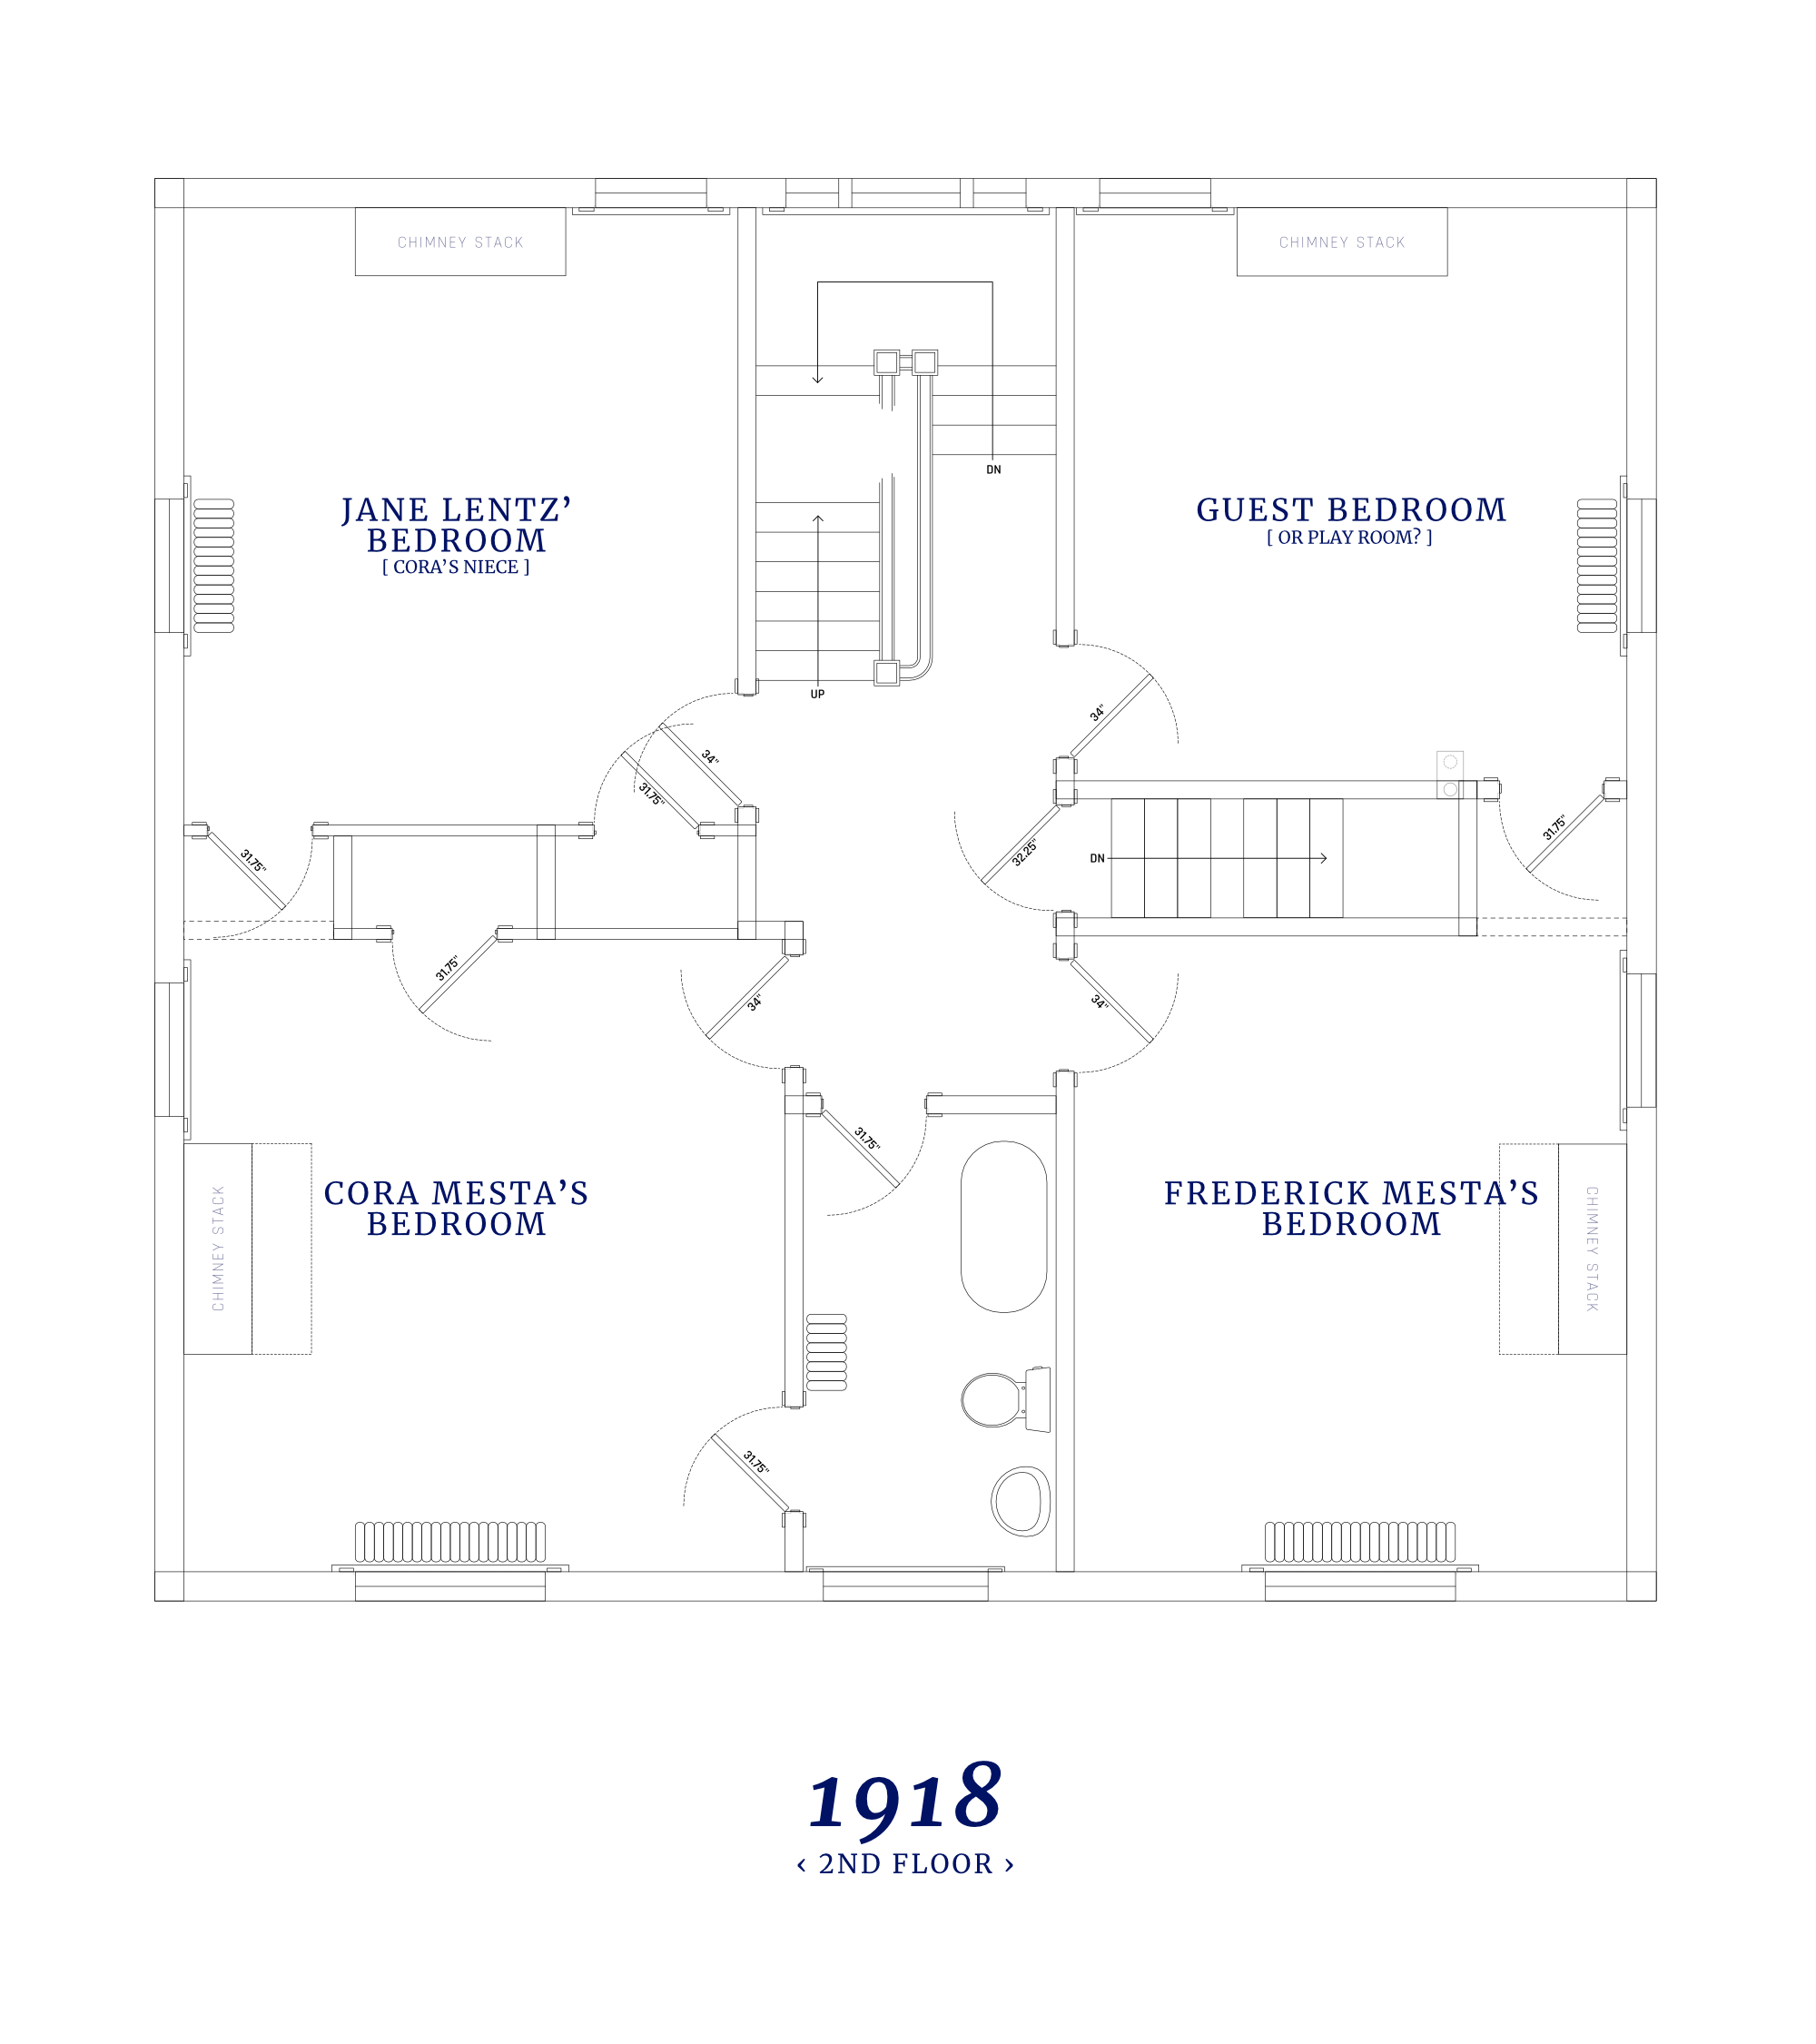 CHIMNEY STACK
CHIMNEY STACK
DN
JANE LENTZ’
BEDROOM
[ CORA’S NIECE ]
GUEST BEDROOM
[ OR PLAY ROOM? ]
UP
34"
34"
31.75"
31.75"
32.25"
DN
31.75"
31.75"
34"
34"
31.75"
CHIMNEY STACK
CORA MESTA’S
BEDROOM
FREDERICK MESTA’S
BEDROOM
CHIMNEY STACK
31.75"
1918
‹ 2ND FLOOR ›